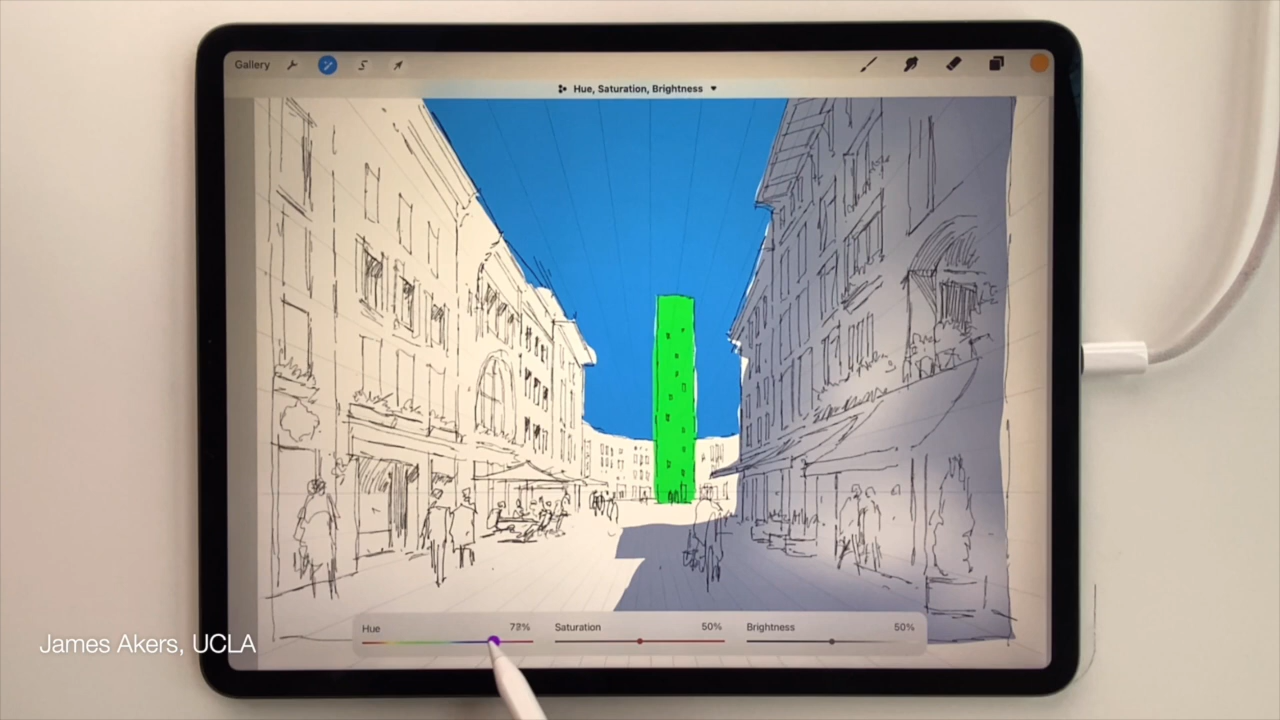 Gallery
Hue, Saturation, Brightness
Hue 73%
Saturation 50%
Brightness 50%
James Akers, UCLA